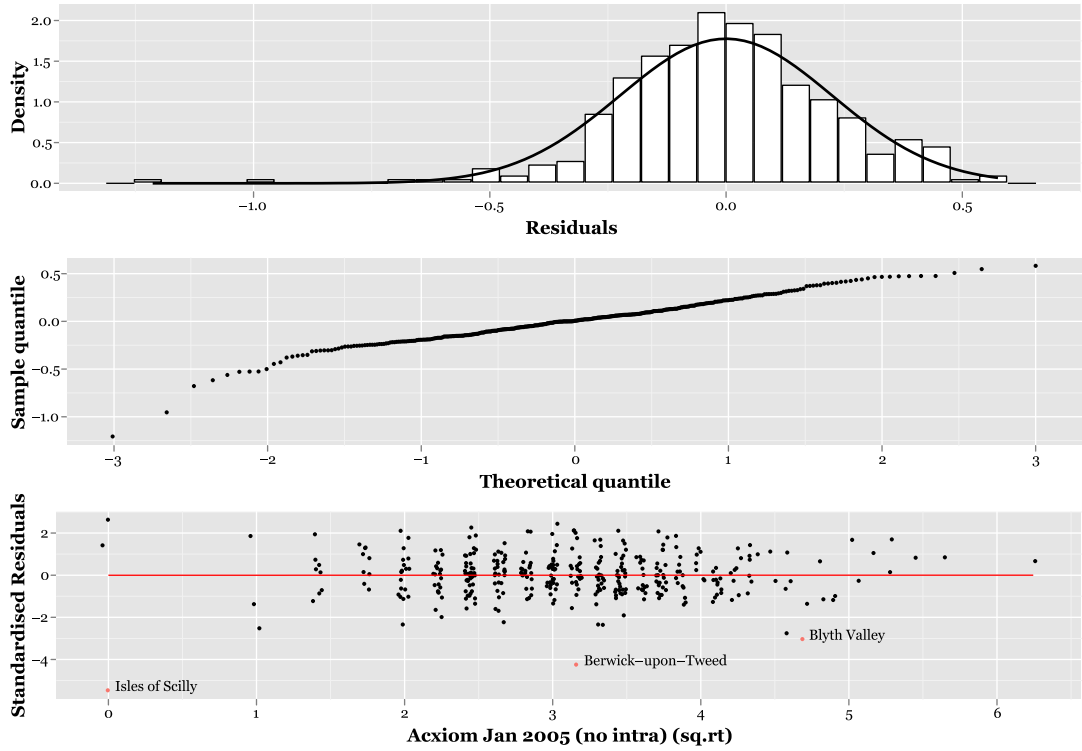 Density
2.0
1.5
1.0
0.5
0.0
−1.0 −0.5 0.0 0.5
Residuals
Sample quantile
0.5
0.0
−0.5
−1.0
−3 −2 −1 0 1 2 3
Theoretical quantile
Standardised Residuals
2
0
−2
−4
Blyth Valley
Berwick−upon−Tweed
Isles of Scilly
0 1 2 3 4 5 6
Acxiom Jan 2005 (no intra) (sq.rt)